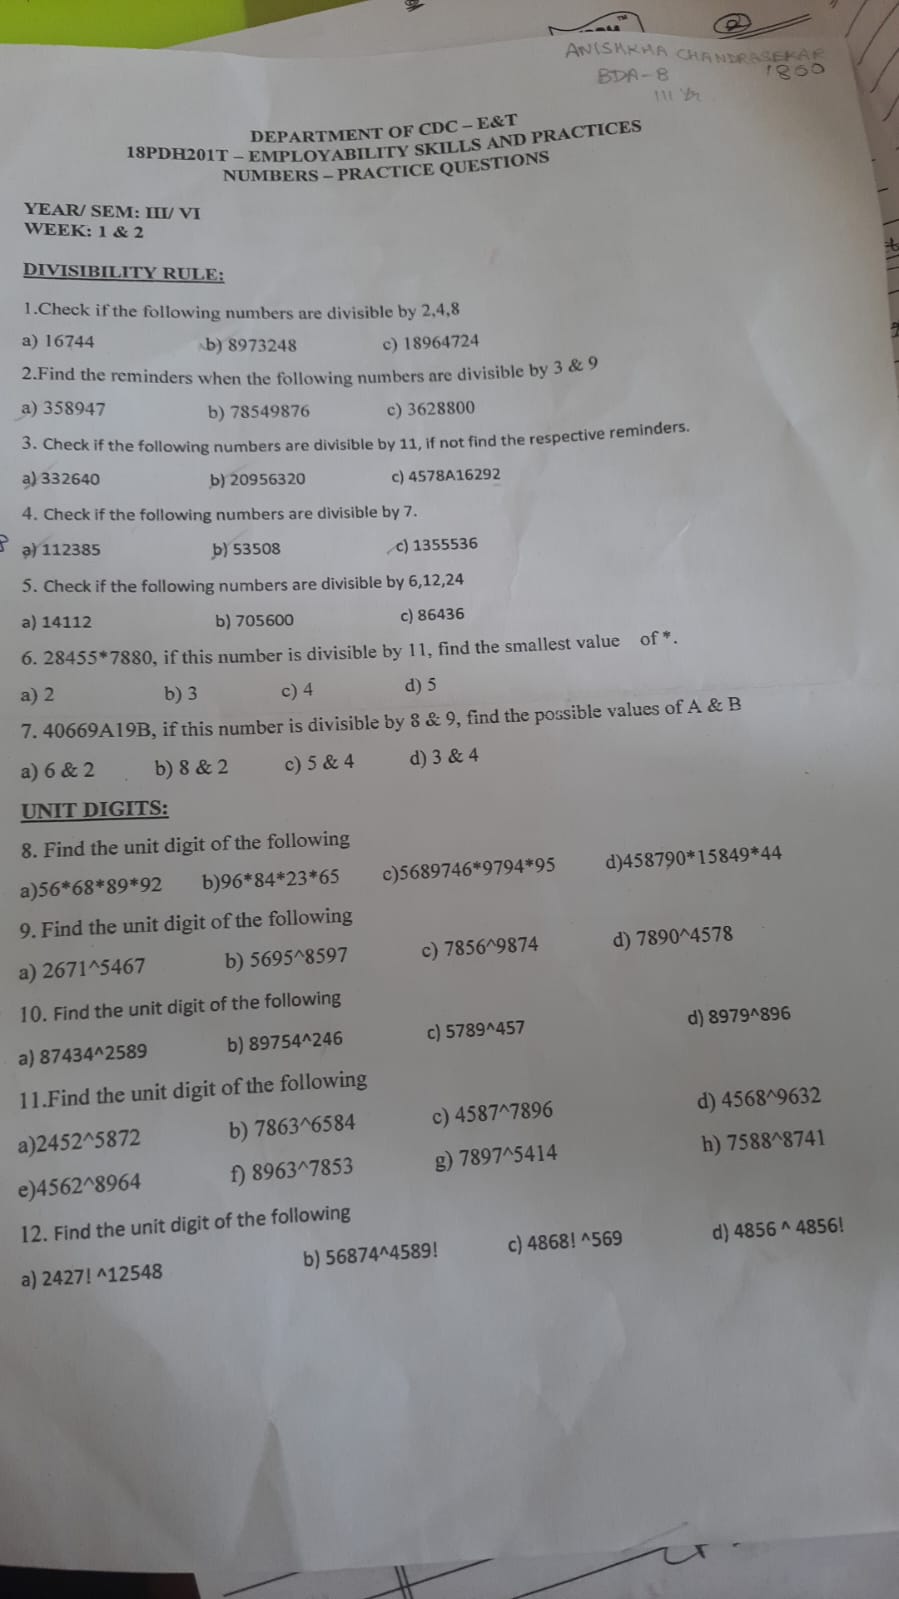 ANISHKHA CHANDRASEKAR
BDA-8 1800
III Yr
DEPARTMENT OF CDC – E&T
18PDH201T – EMPLOYABILITY SKILLS AND PRACTICES
NUMBERS – PRACTICE QUESTIONS
YEAR/ SEM: III/ VI
WEEK: 1 & 2
DIVISIBILITY RULE:
1.Check if the following numbers are divisible by 2,4,8
a) 16744 b) 8973248 c) 18964724
2.Find the reminders when the following numbers are divisible by 3 & 9
a) 358947 b) 78549876 c) 3628800
3. Check if the following numbers are divisible by 11, if not find the respective reminders.
a) 332640 b) 20956320 c) 4578A16292
4. Check if the following numbers are divisible by 7.
a) 112385 b) 53508 c) 1355536
5. Check if the following numbers are divisible by 6,12,24
a) 14112 b) 705600 c) 86436
6. 28455*7880, if this number is divisible by 11, find the smallest value of *.
a) 2 b) 3 c) 4 d) 5
7. 40669A19B, if this number is divisible by 8 & 9, find the possible values of A & B
a) 6 & 2 b) 8 & 2 c) 5 & 4 d) 3 & 4
UNIT DIGITS:
8. Find the unit digit of the following
a)56*68*89*92 b)96*84*23*65 c)5689746*9794*95 d)458790*15849*44
9. Find the unit digit of the following
a) 2671^5467 b) 5695^8597 c) 7856^9874 d) 7890^4578
10. Find the unit digit of the following
a) 87434^2589 b) 89754^246 c) 5789^457 d) 8979^896
11.Find the unit digit of the following
a)2452^5872 b) 7863^6584 c) 4587^7896 d) 4568^9632
e)4562^8964 f) 8963^7853 g) 7897^5414 h) 7588^8741
12. Find the unit digit of the following
a) 2427! ^12548 b) 56874^4589! c) 4868! ^569 d) 4856 ^ 4856!